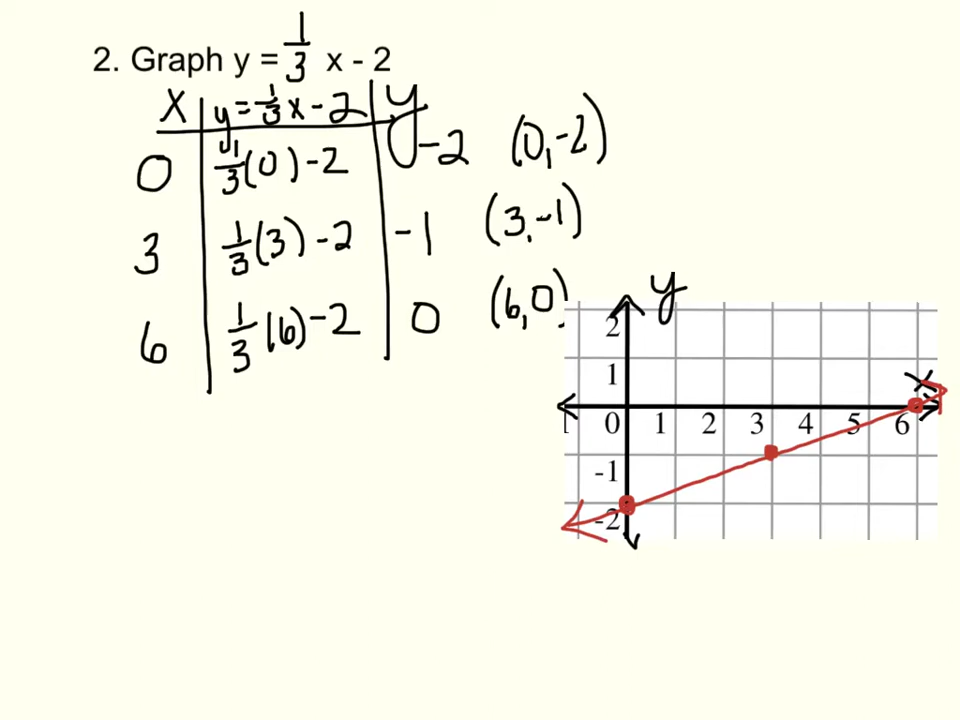 2. Graph y = 1/3 x - 2
x | y = 1/3 x - 2 | y
0 | 1/3 (0) - 2 | -2 (0, -2)
3 | 1/3 (3) - 2 | -1 (3, -1)
6 | 1/3 (6) - 2 | 0 (6, 0)
y
2
1
x
0 1 2 3 4 5 6
-1
-2